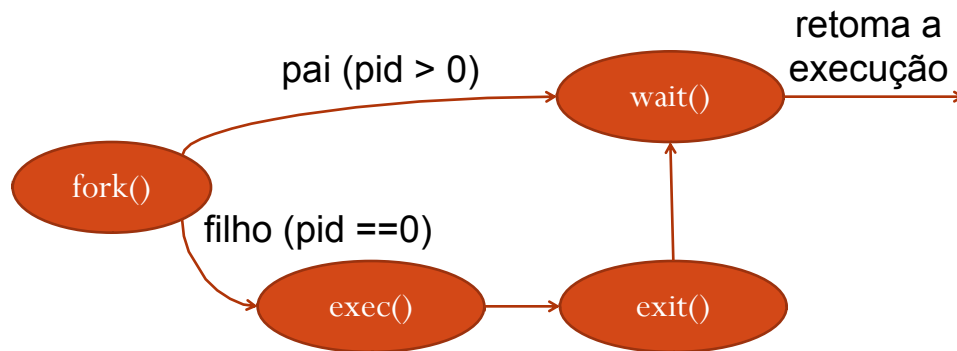 retoma a
execução
pai (pid > 0)
wait()
fork()
filho (pid ==0)
exec()
exit()